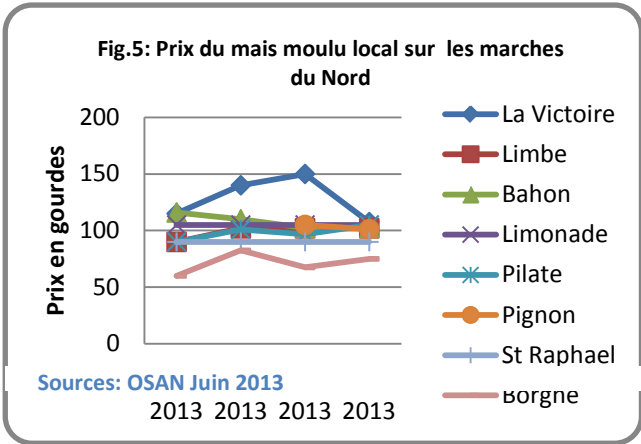 Fig.5: Prix du mais moulu local sur les marches
du Nord
Prix en gourdes
200
150
100
50
0
2013 2013 2013 2013
La Victoire
Limbe
Bahon
Limonade
Pilate
Pignon
St Raphael
Borgne
Sources: OSAN Juin 2013